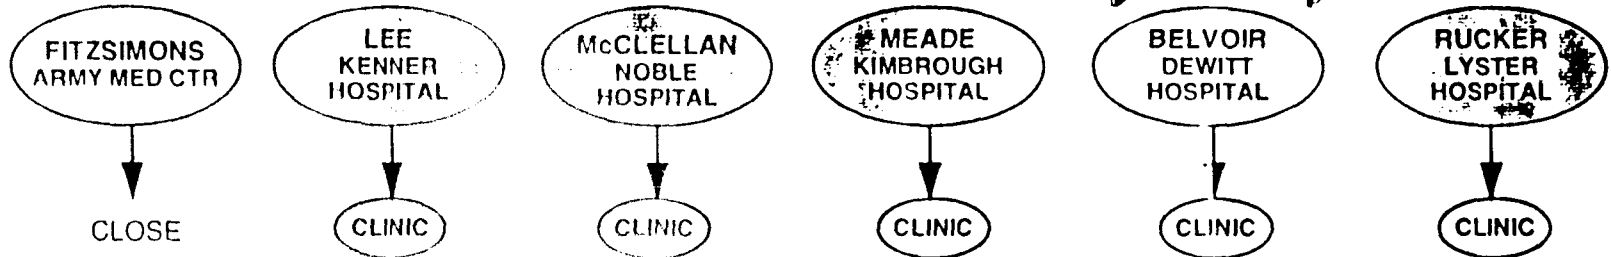 FITZSIMONS
ARMY MED CTR
LEE
KENNER
HOSPITAL
McCLELLAN
NOBLE
HOSPITAL
MEADE
KIMBROUGH
HOSPITAL
BELVOIR
DEWITT
HOSPITAL
RUCKER
LYSTER
HOSPITAL
CLOSE
CLINIC
CLINIC
CLINIC
CLINIC
CLINIC